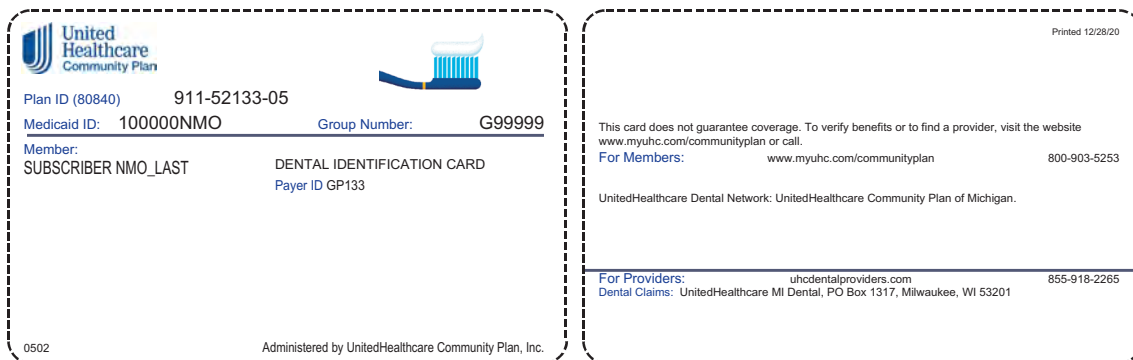 United
Healthcare
Community Plan
Plan ID (80840) 911-52133-05
Medicaid ID: 100000NMO Group Number: G99999
Member:
SUBSCRIBER NMO_LAST
DENTAL IDENTIFICATION CARD
Payer ID GP133
0502 Administered by UnitedHealthcare Community Plan, Inc.
Printed 12/28/20
This card does not guarantee coverage. To verify benefits or to find a provider, visit the website
www.myuhc.com/communityplan or call.
For Members: www.myuhc.com/communityplan 800-903-5253
UnitedHealthcare Dental Network: UnitedHealthcare Community Plan of Michigan.
For Providers: uhcdentalproviders.com 855-918-2265
Dental Claims: UnitedHealthcare MI Dental, PO Box 1317, Milwaukee, WI 53201